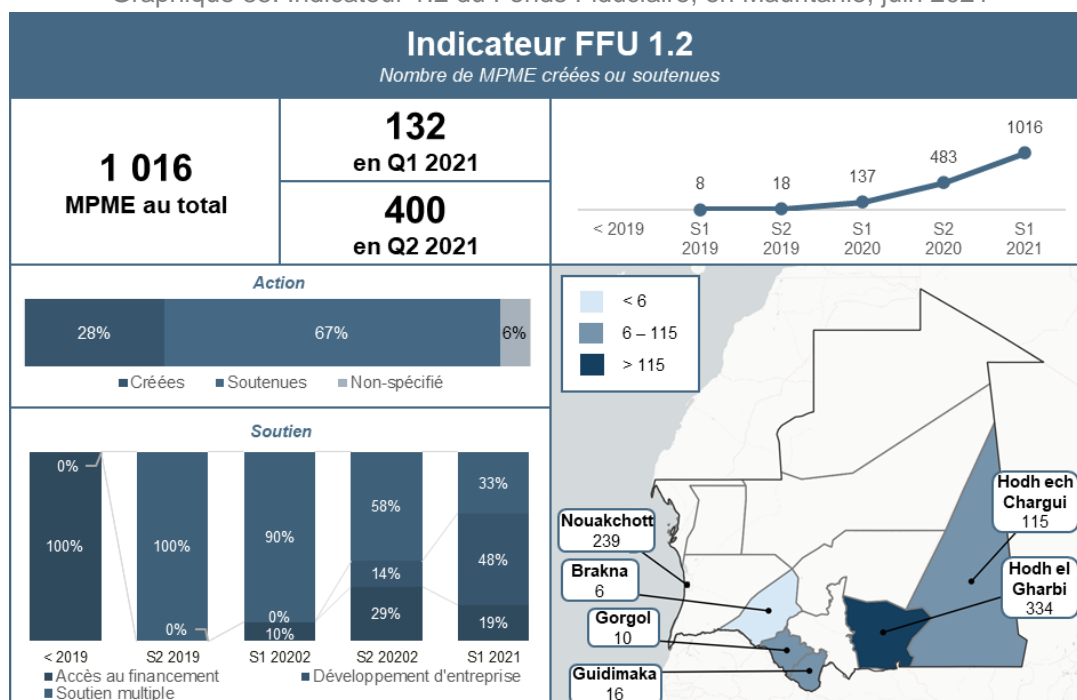 Indicateur FFU 1.2
Nombre de MPME créées ou soutenues
1 016
MPME au total
132
en Q1 2021
400
en Q2 2021
8
18
137
483
1016
< 2019
S1
2019
S2
2019
S1
2020
S2
2020
S1
2021
Action
28%
67%
6%
Créées
Soutenues
Non-spécifié
Soutien
0%
100%
100%
0%
90%
0%
10%
58%
14%
29%
33%
48%
19%
< 2019
S2 2019
S1 20202
S2 20202
S1 2021
Accès au financement
Développement d'entreprise
Soutien multiple
< 6
6 – 115
> 115
Nouakchott
239
Brakna
6
Gorgol
10
Guidimaka
16
Hodh ech
Chargui
115
Hodh el
Gharbi
334